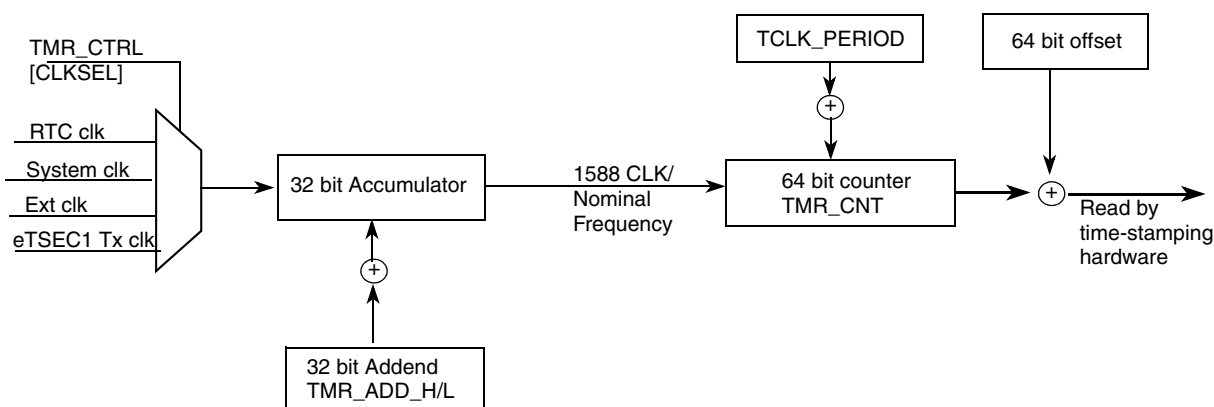 TMR_CTRL
[CLKSEL]
RTC clk
System clk
Ext clk
eTSEC1 Tx clk
32 bit Accumulator
+
32 bit Addend
TMR_ADD_H/L
1588 CLK/
Nominal
Frequency
TCLK_PERIOD
+
64 bit counter
TMR_CNT
64 bit offset
+
Read by
time-stamping
hardware